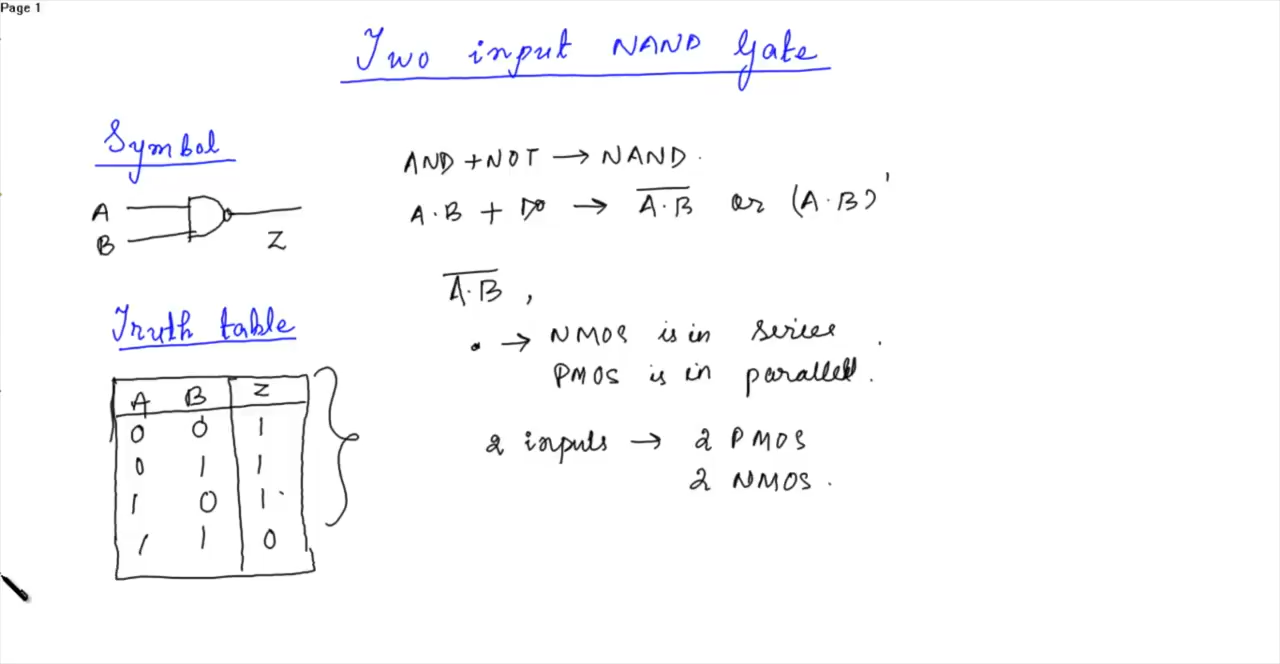 Page 1
Two input NAND Gate
Symbol
A
B
Z
Truth table
A B Z
0 0 1
0 1 1
1 0 1
1 1 0
AND + NOT → NAND.
A.B + → A.B or (A.B)'
A.B ,
. → NMOS is in series.
PMOS is in parallel.
2 inputs → 2 PMOS
2 NMOS.